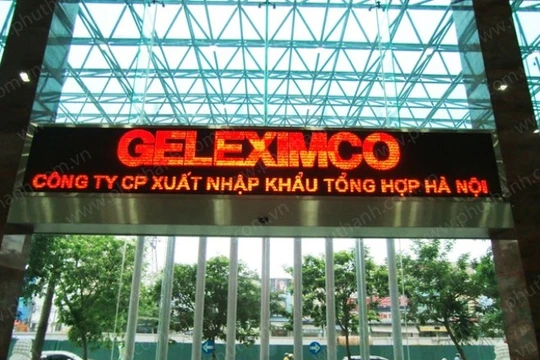 GELEXIMCO
CÔNG TY CP XUẤT NHẬP KHẨU TỔNG HỢP HÀ NỘI